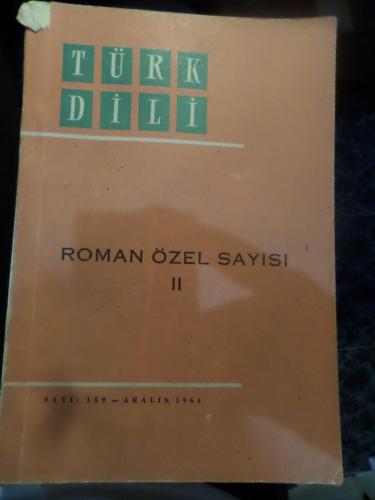 TÜRK
DİLİ
ROMAN ÖZEL SAYISI
II
SAYI: 159 — ARALIK 1964